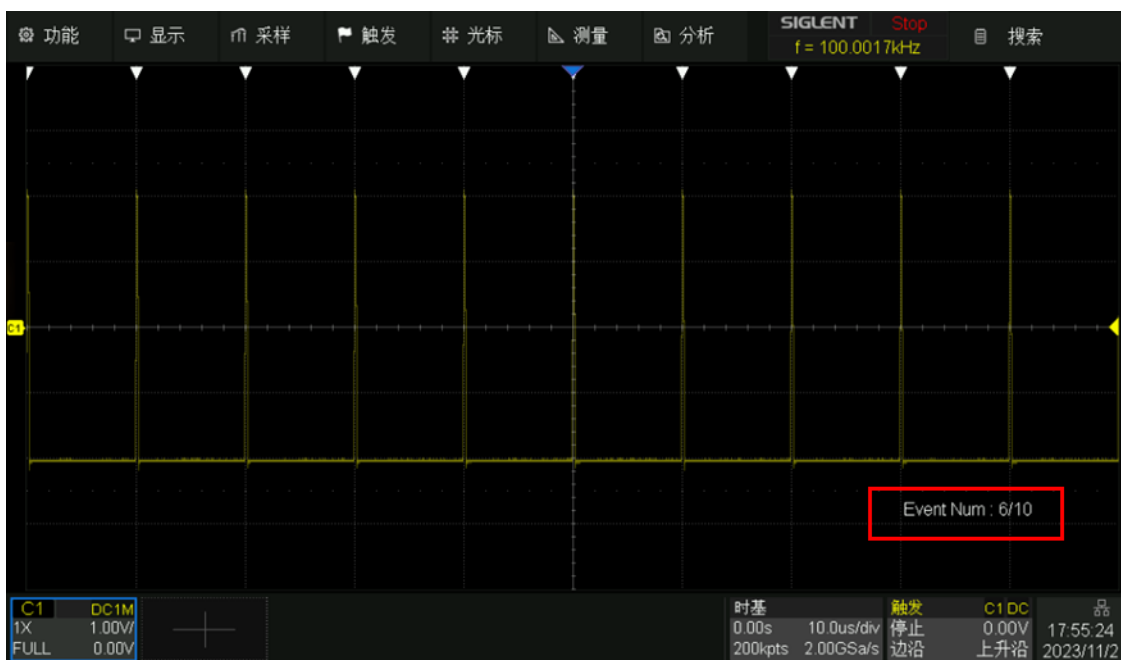 功能 显示 采样 触发 光标 测量 分析 SIGLENT Stop 搜索
f = 100.0017kHz
C1
Event Num : 6/10
C1 DC1M
1X 1.00V/
FULL 0.00V
时基
0.00s 10.0us/div
200kpts 2.00GSa/s
触发 C1 DC
停止 0.00V
边沿 上升沿
17:55:24
2023/11/2